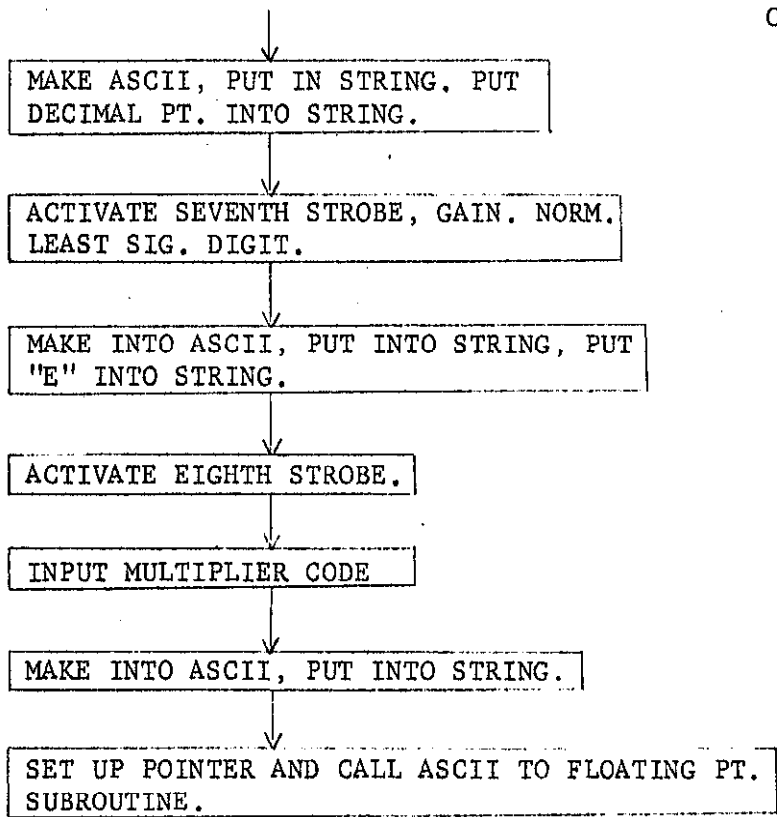 MAKE ASCII, PUT IN STRING. PUT
DECIMAL PT. INTO STRING.
ACTIVATE SEVENTH STROBE, GAIN. NORM.
LEAST SIG. DIGIT.
MAKE INTO ASCII, PUT INTO STRING, PUT
"E" INTO STRING.
ACTIVATE EIGHTH STROBE.
INPUT MULTIPLIER CODE
MAKE INTO ASCII, PUT INTO STRING.
SET UP POINTER AND CALL ASCII TO FLOATING PT.
SUBROUTINE.